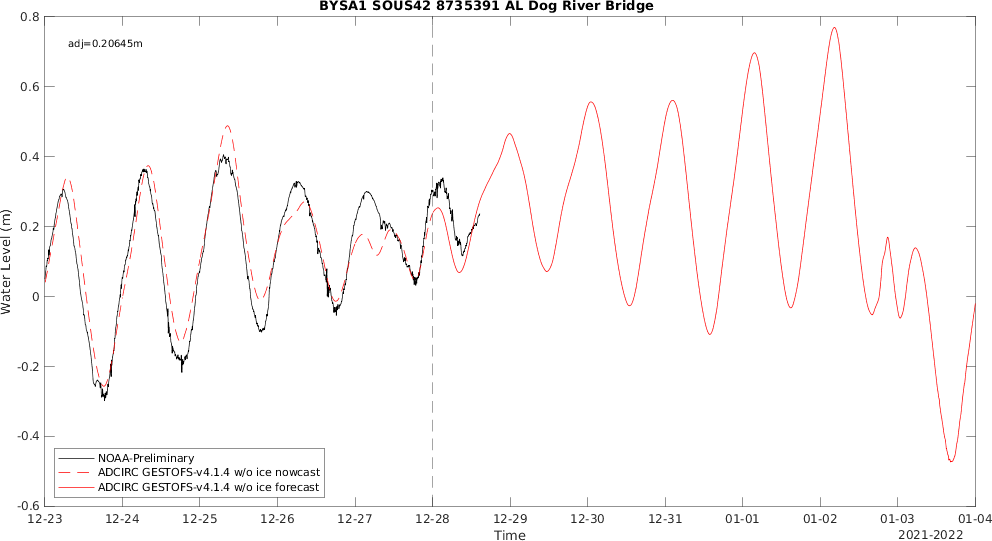 BYSA1 SOUS42 8735391 AL Dog River Bridge
adj=0.20645m
Water Level (m)
0.8
0.6
0.4
0.2
0
-0.2
-0.4
-0.6
NOAA-Preliminary
ADCIRC GESTOFS-v4.1.4 w/o ice nowcast
ADCIRC GESTOFS-v4.1.4 w/o ice forecast
12-23 12-24 12-25 12-26 12-27 12-28 12-29 12-30 12-31 01-01 01-02 01-03 01-04
Time
2021-2022